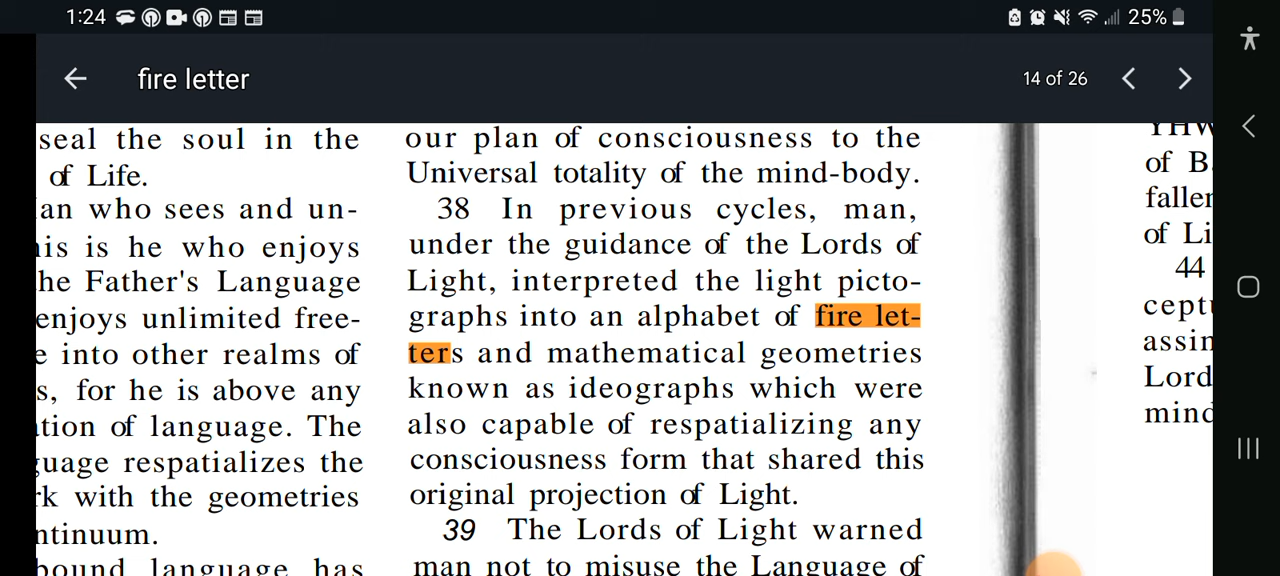 1:24
25%
fire letter
14 of 26
seal the soul in the
of Life.
an who sees and un-
his is he who enjoys
he Father's Language
enjoys unlimited free-
e into other realms of
s, for he is above any
tion of language. The
guage respatializes the
rk with the geometries
ntinuum.
bound language has
our plan of consciousness to the
Universal totality of the mind-body.
38 In previous cycles, man,
under the guidance of the Lords of
Light, interpreted the light picto-
graphs into an alphabet of fire let-
ters and mathematical geometries
known as ideographs which were
also capable of respatializing any
consciousness form that shared this
original projection of Light.
39 The Lords of Light warned
man not to misuse the Language of
of B
fallen
of Li
44
cept
assin
Lord
mind